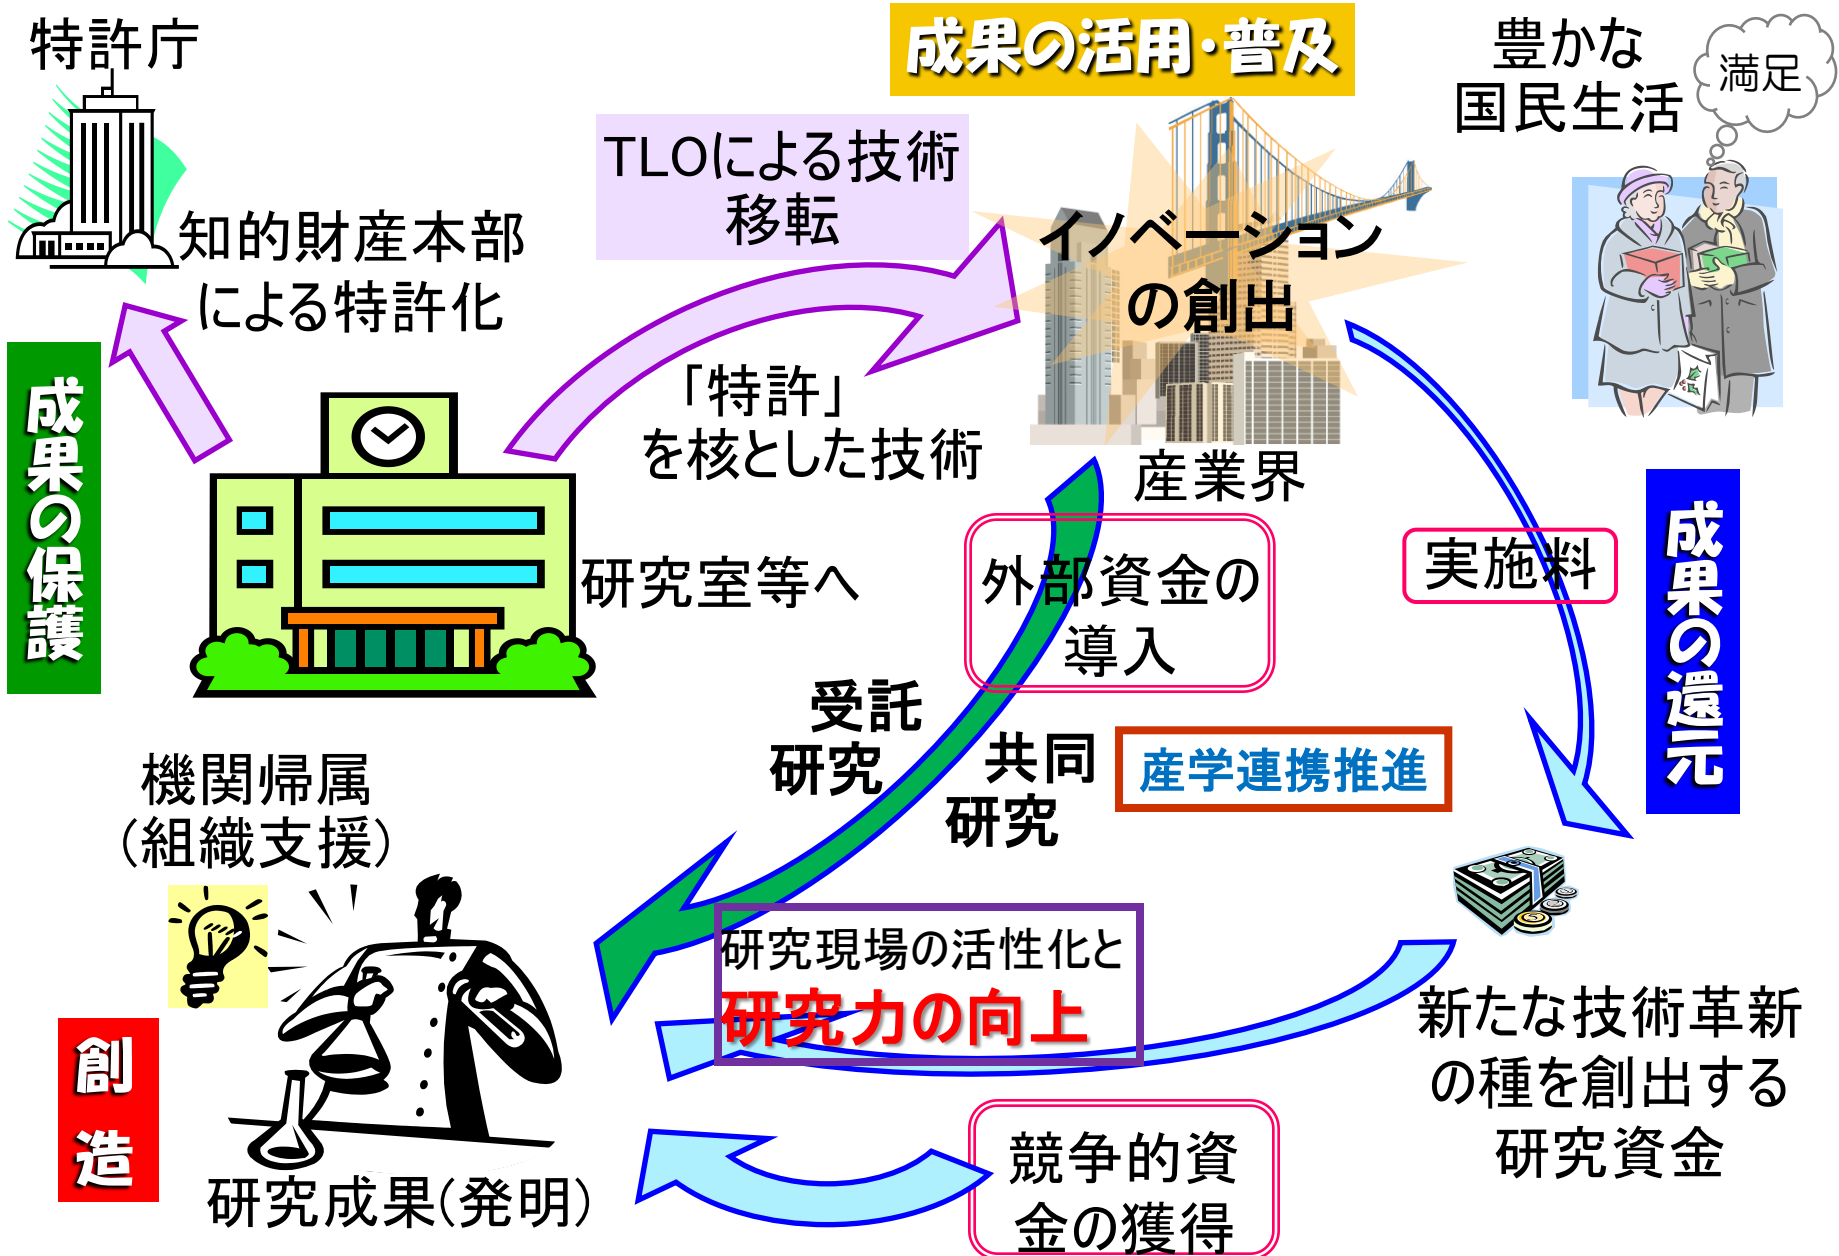 特許庁
成果の活用・普及
豊かな
国民生活
満足
TLOによる技術
移転
知的財産本部
による特許化
イノベーション
の創出
成果の保護
「特許」
を核とした技術
産業界
研究室等へ
外部資金の
導入
実施料
成果の還元
受託
研究
共同
研究
産学連携推進
機関帰属
(組織支援)
研究現場の活性化と
研究力の向上
新たな技術革新
の種を創出する
研究資金
創
造
研究成果(発明)
競争的資
金の獲得